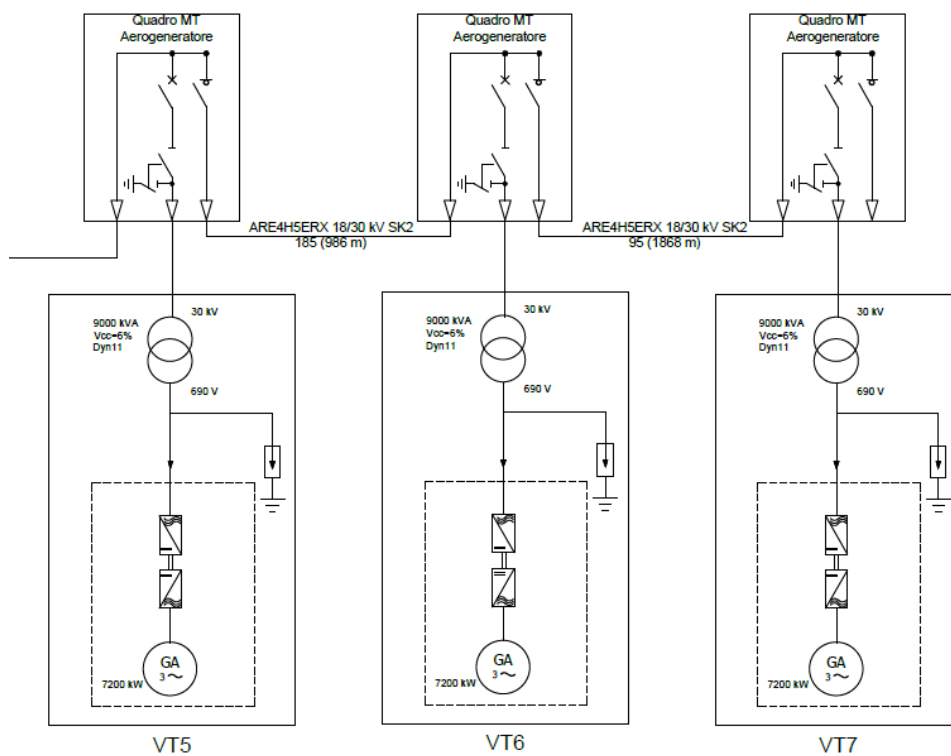 Quadro MT
Aerogeneratore
Quadro MT
Aerogeneratore
Quadro MT
Aerogeneratore
ARE4H5ERX 18/30 kV SK2
185 (986 m)
ARE4H5ERX 18/30 kV SK2
95 (1868 m)
9000 kVA
Vcc=6%
Dyn11
30 kV
690 V
9000 kVA
Vcc=6%
Dyn11
30 kV
690 V
9000 kVA
Vcc=6%
Dyn11
30 kV
690 V
GA
3~
7200 kW
GA
3~
7200 kW
GA
3~
7200 kW
VT5
VT6
VT7